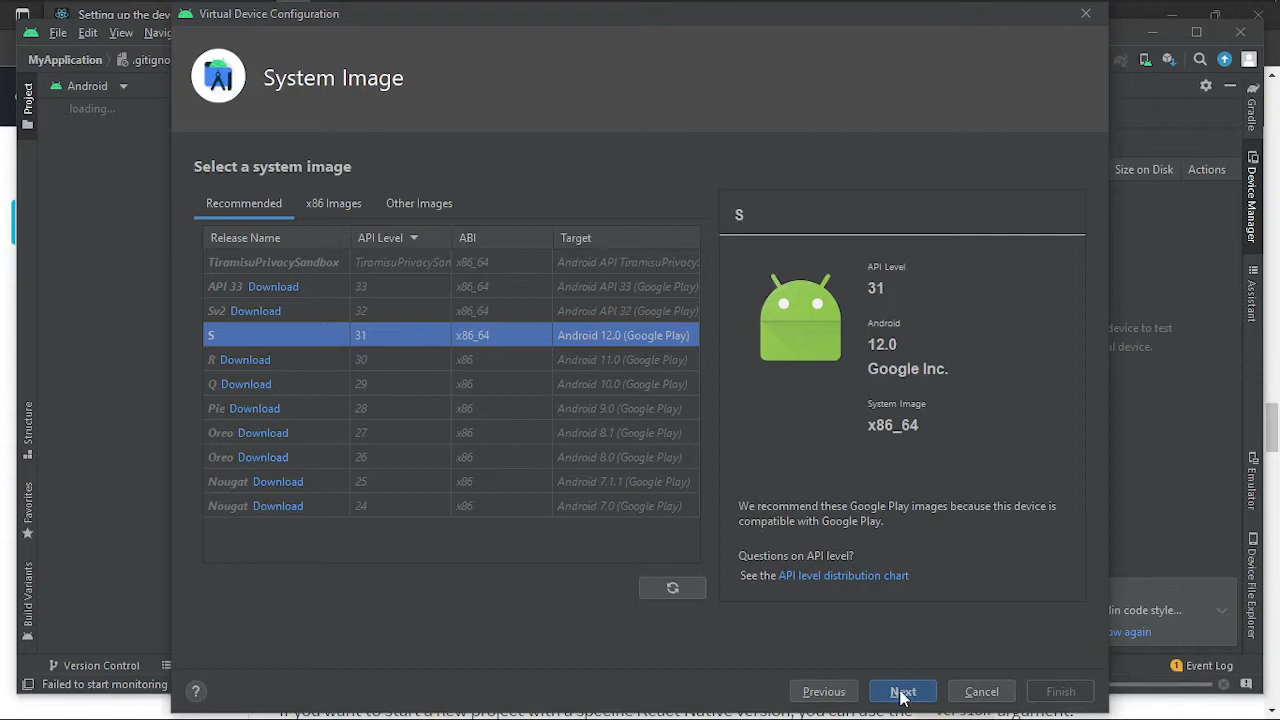 Setting up the dev
Virtual Device Configuration
File Edit View Navig
MyApplication .gitigno
System Image
Project
Android
loading...
Gradle
Select a system image
Size on Disk Actions
Recommended x86 Images Other Images
Device Manager
S
Release Name API Level ABI Target
TiramisuPrivacySandbox TiramisuPrivacySan x86_64 Android API TiramisuPrivacy
API Level
API 33 Download 33 x86_64 Android API 33 (Google Play)
31
Sv2 Download 32 x86_64 Android API 32 (Google Play)
Assistant
Android
S 31 x86_64 Android 12.0 (Google Play)
device to test
12.0
al device.
R Download 30 x86 Android 11.0 (Google Play)
Google Inc.
Q Download 29 x86 Android 10.0 (Google Play)
System Image
Pie Download 28 x86 Android 9.0 (Google Play)
x86_64
Oreo Download 27 x86 Android 8.1 (Google Play)
Structure
Oreo Download 26 x86 Android 8.0 (Google Play)
Nougat Download 25 x86 Android 7.1.1 (Google Play)
Emulator
Favorites
Nougat Download 24 x86 Android 7.0 (Google Play)
We recommend these Google Play images because this device is
compatible with Google Play.
Questions on API level?
See the API level distribution chart
Build Variants
Device File Explorer
lin code style...
ow again
Version Control
1 Event Log
Failed to start monitoring
? Previous Next Cancel Finish
If you want to start a new project with a specific React Native version, you can use the --version argument: